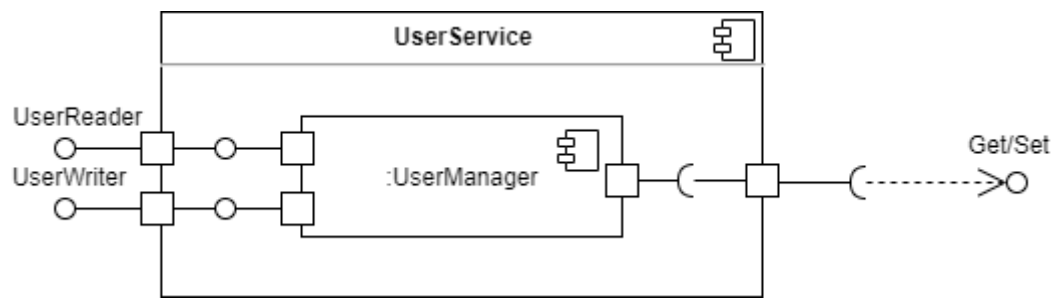 UserService
UserReader
UserWriter
:UserManager
Get/Set